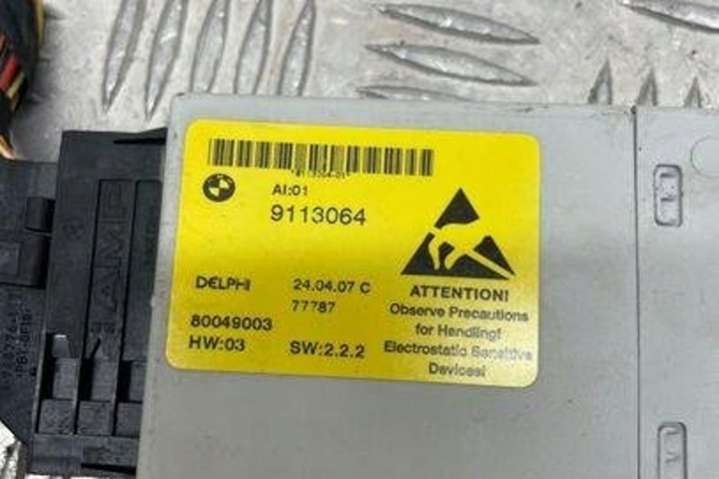 AI:01
9113064
DELPHI 24.04.07 C
77787
80049003
HW:03 SW:2.2.2
ATTENTION!
Observe Precautions
for Handling!
Electrostatic Sensitive
Devices!
AMP